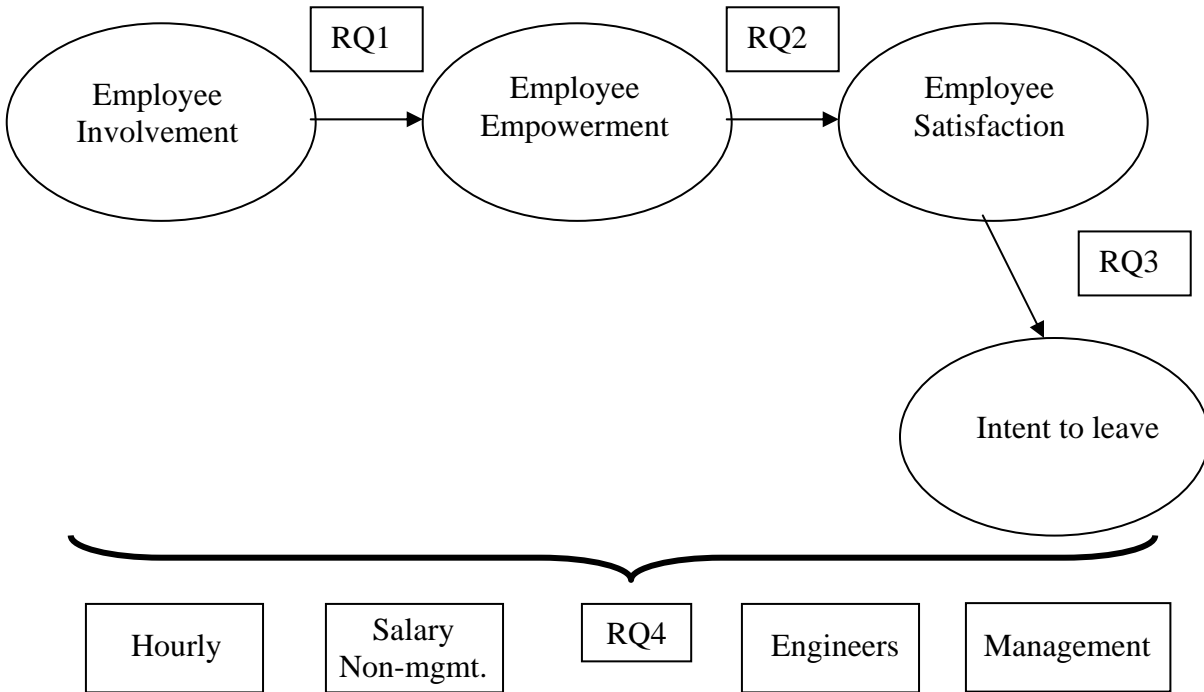 RQ1
RQ2
Employee
Involvement
Employee
Empowerment
Employee
Satisfaction
RQ3
Intent to leave
Hourly
Salary
Non-mgmt.
RQ4
Engineers
Management